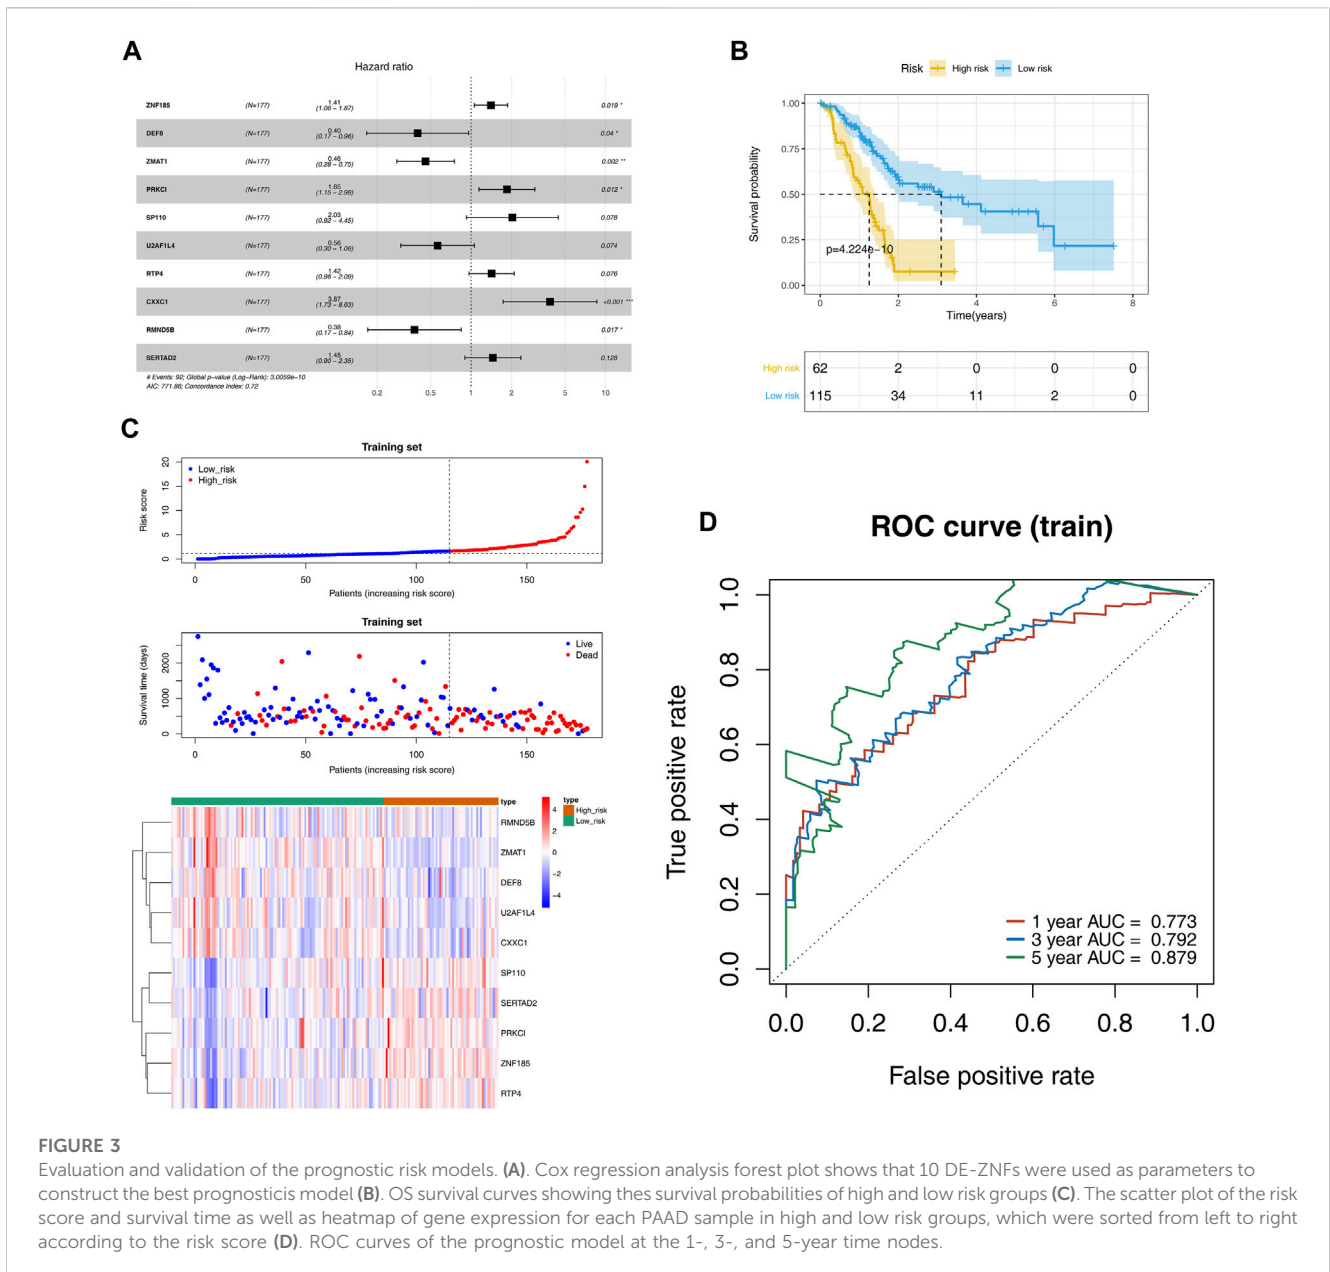 A
Hazard ratio
ZNF185 (N=177) 1.41 (1.06 – 1.87) 0.019 *
DEF8 (N=177) 0.40 (0.17 – 0.96) 0.04 *
ZMAT1 (N=177) 0.46 (0.28 – 0.75) 0.002 **
PRKCI (N=177) 1.85 (1.15 – 2.98) 0.012 *
SP110 (N=177) 2.03 (0.92 – 4.45) 0.078
U2AF1L4 (N=177) 0.56 (0.30 – 1.06) 0.074
RTP4 (N=177) 1.42 (0.96 – 2.09) 0.076
CXXC1 (N=177) 3.87 (1.73 – 8.63) <0.001 ***
RMND5B (N=177) 0.38 (0.17 – 0.84) 0.017 *
SERTAD2 (N=177) 1.45 (0.90 – 2.35) 0.128
# Events: 92; Global p-value (Log-Rank): 3.0059e-10
AIC: 771.86; Concordance Index: 0.72
0.2 0.5 1 2 5 10
B
Risk High risk Low risk
Survival probability
1.00
0.75
0.50
0.25
0.00
p=4.224e-10
0 2 4 6 8
Time(years)
High risk 62 2 0 0 0
Low risk 115 34 11 2 0
C
Training set
Risk score
20
15
10
5
0
Low_risk
High_risk
0 50 100 150
Patients (increasing risk score)
Training set
Survival time (days)
2000
1000
0
Live
Dead
0 50 100 150
Patients (increasing risk score)
type
RMND5B
ZMAT1
DEF8
U2AF1L4
CXXC1
SP110
SERTAD2
PRKCI
ZNF185
RTP4
4
2
0
−2
−4
type
High_risk
Low_risk
D
ROC curve (train)
True positive rate
1.0
0.8
0.6
0.4
0.2
0.0
1 year AUC = 0.773
3 year AUC = 0.792
5 year AUC = 0.879
0.0 0.2 0.4 0.6 0.8 1.0
False positive rate
FIGURE 3
Evaluation and validation of the prognostic risk models. (A). Cox regression analysis forest plot shows that 10 DE-ZNFs were used as parameters to
construct the best prognosticis model (B). OS survival curves showing thes survival probabilities of high and low risk groups (C). The scatter plot of the risk
score and survival time as well as heatmap of gene expression for each PAAD sample in high and low risk groups, which were sorted from left to right
according to the risk score (D). ROC curves of the prognostic model at the 1-, 3-, and 5-year time nodes.